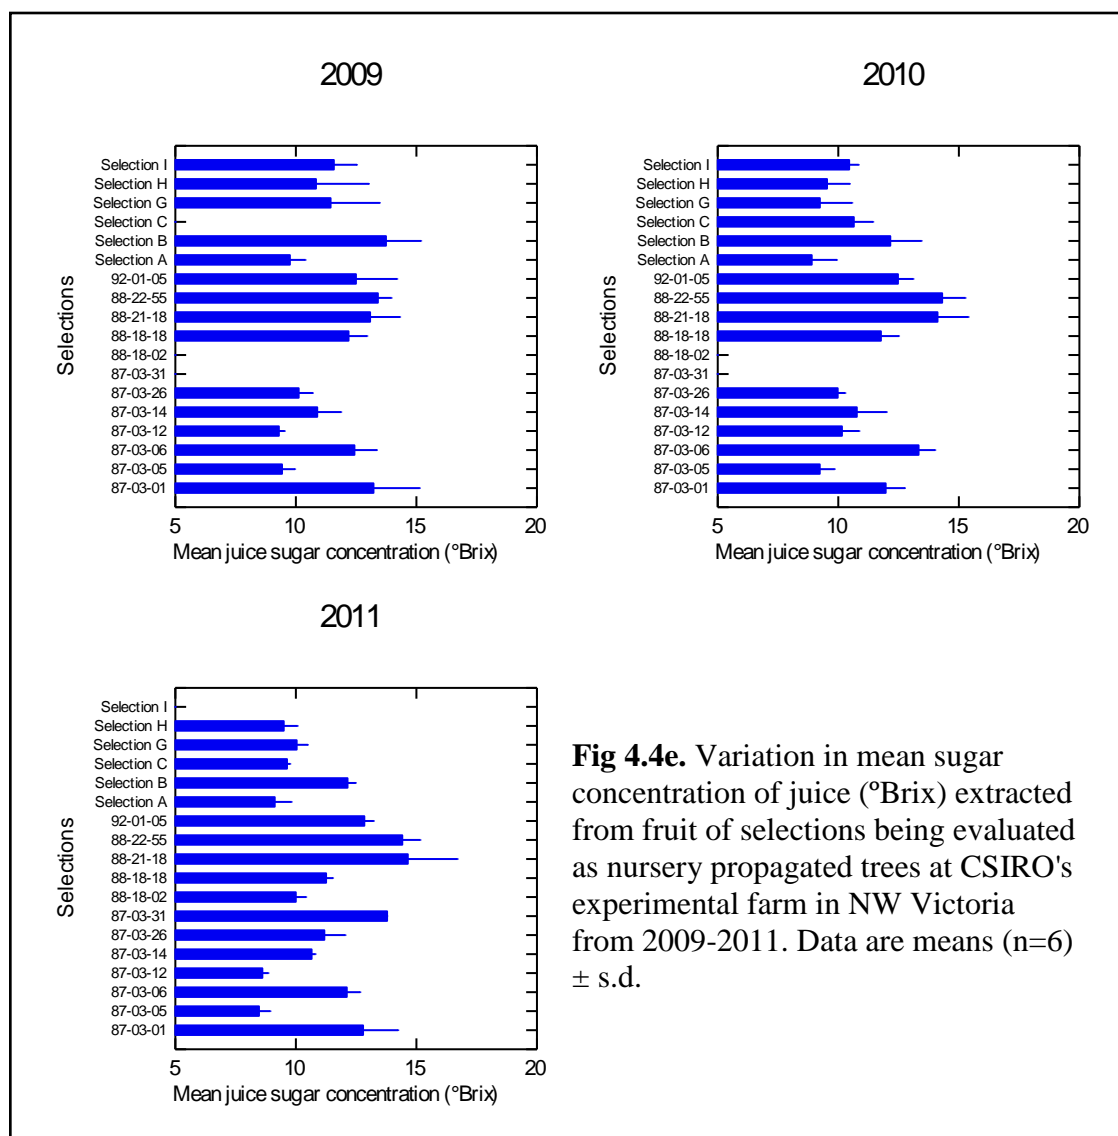 2009
Selections
Selection I
Selection H
Selection G
Selection C
Selection B
Selection A
92-01-05
88-22-55
88-21-18
88-18-18
88-18-02
87-03-31
87-03-26
87-03-14
87-03-12
87-03-06
87-03-05
87-03-01
5 10 15 20
Mean juice sugar concentration (°Brix)
2010
Selections
Selection I
Selection H
Selection G
Selection C
Selection B
Selection A
92-01-05
88-22-55
88-21-18
88-18-18
88-18-02
87-03-31
87-03-26
87-03-14
87-03-12
87-03-06
87-03-05
87-03-01
5 10 15 20
Mean juice sugar concentration (°Brix)
2011
Selections
Selection I
Selection H
Selection G
Selection C
Selection B
Selection A
92-01-05
88-22-55
88-21-18
88-18-18
88-18-02
87-03-31
87-03-26
87-03-14
87-03-12
87-03-06
87-03-05
87-03-01
5 10 15 20
Mean juice sugar concentration (°Brix)
Fig 4.4e. Variation in mean sugar
concentration of juice (ºBrix) extracted
from fruit of selections being evaluated
as nursery propagated trees at CSIRO's
experimental farm in NW Victoria
from 2009-2011. Data are means (n=6)
± s.d.